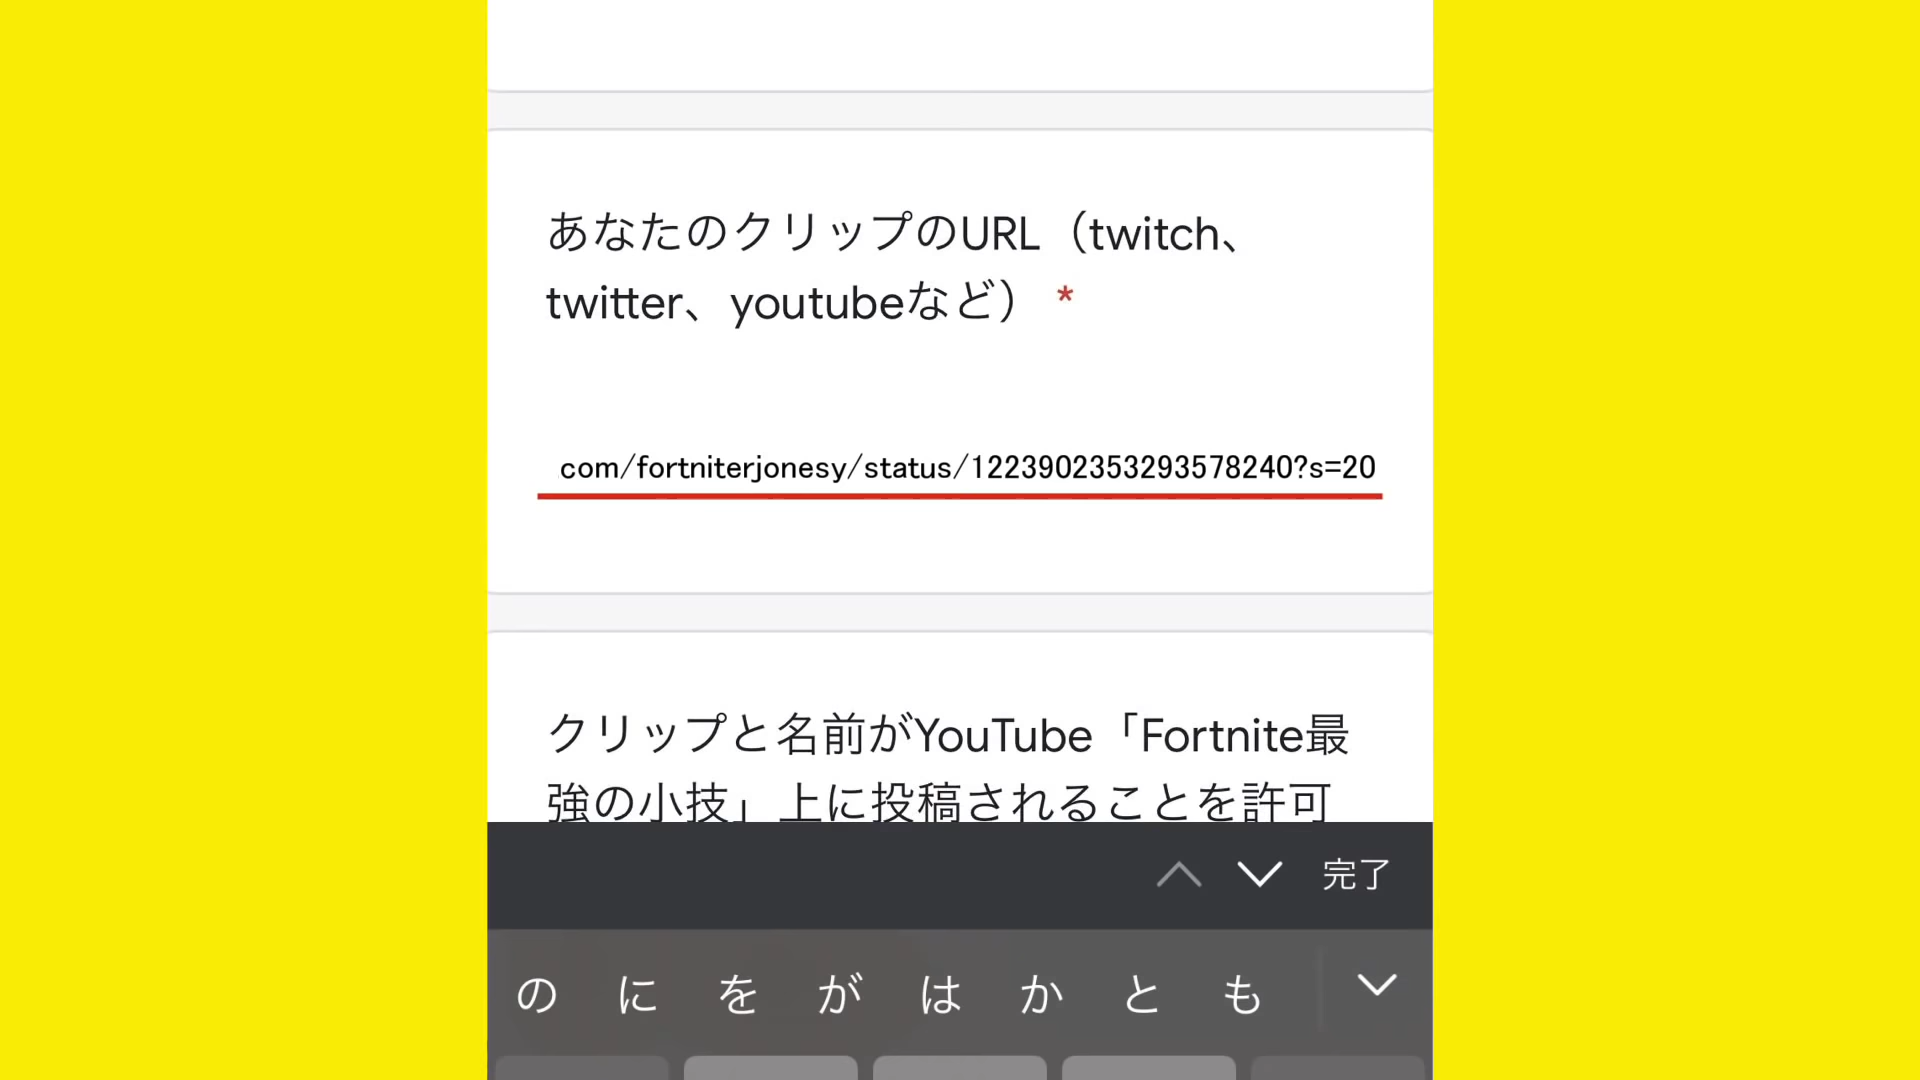 あなたのクリップのURL（twitch、
twitter、youtubeなど） *
com/fortniterjonesy/status/1223902353293578240?s=20
クリップと名前がYouTube「Fortnite最
強の小技」上に投稿されることを許可
完了
の に を が は か と も